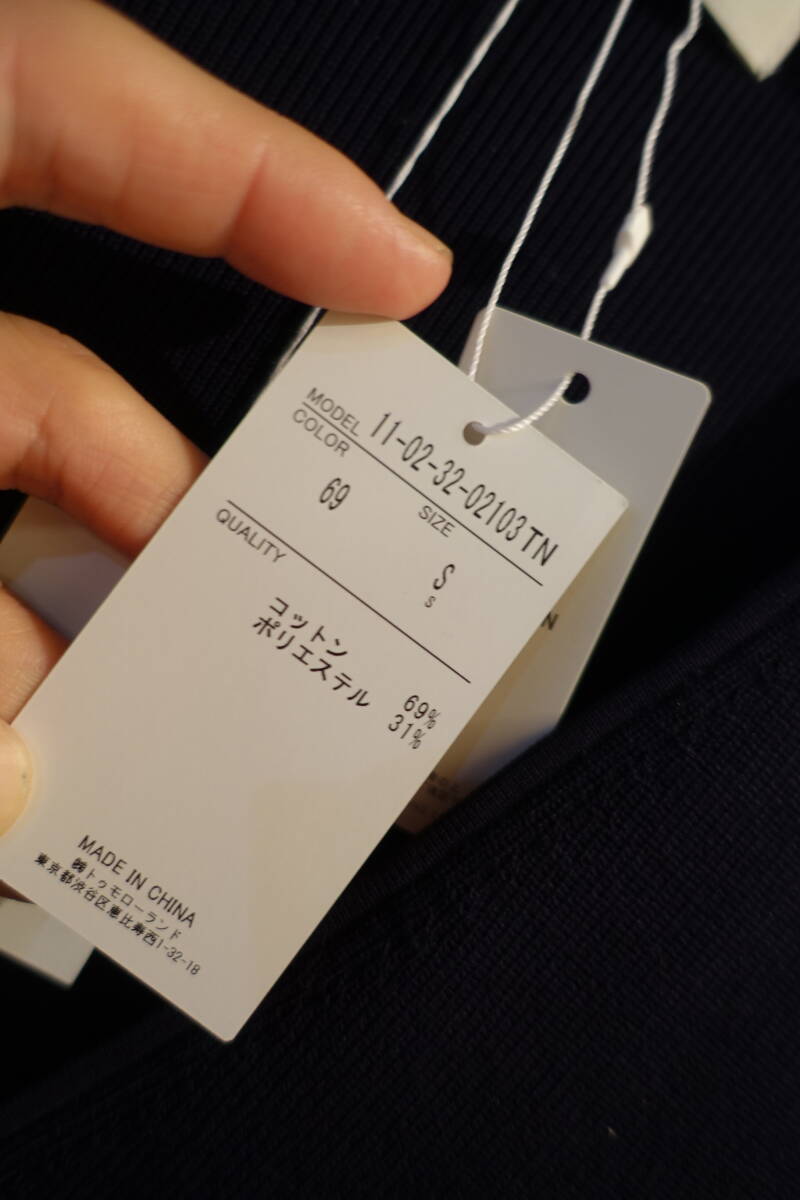 MODEL 11-02-32-02103TN
COLOR SIZE
69 S
S
QUALITY
コットン 69%
ポリエステル 31%
MADE IN CHINA
㈱トゥモローランド
東京都渋谷区恵比寿西1-32-18
N